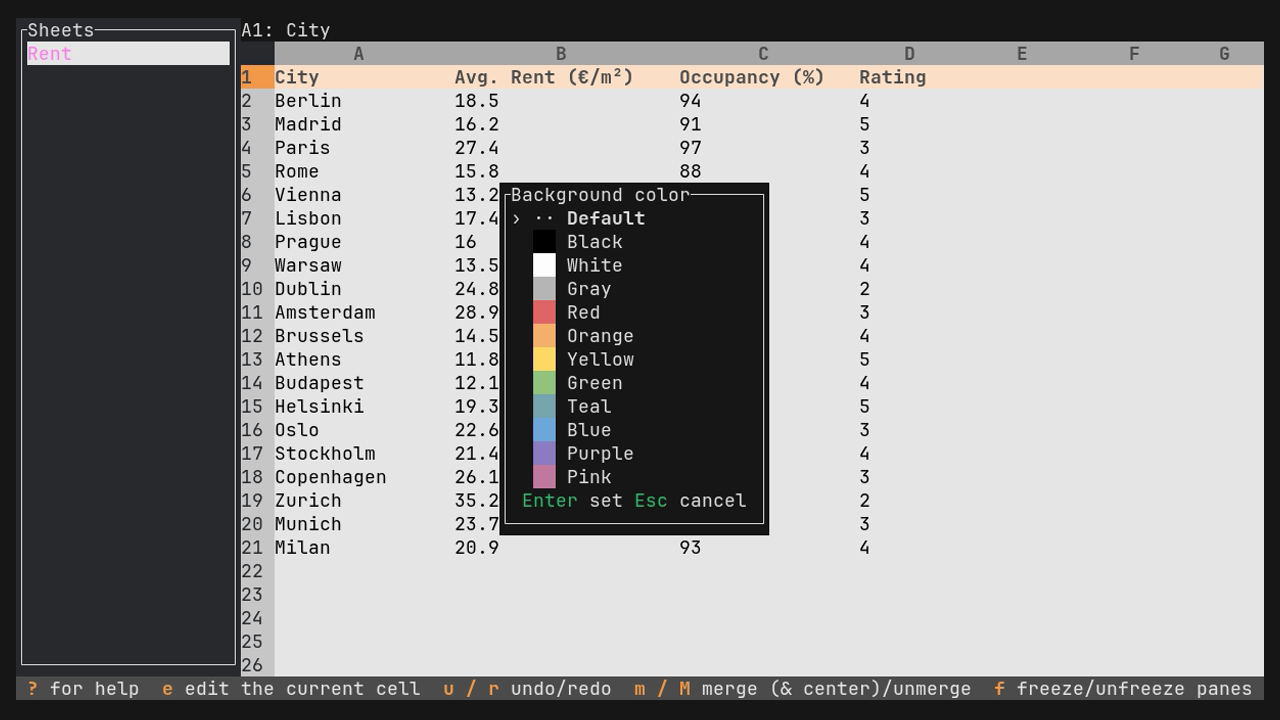 Sheets A1: City
Rent A B C D E F G
1 City Avg. Rent (€/m²) Occupancy (%) Rating
2 Berlin 18.5 94 4
3 Madrid 16.2 91 5
4 Paris 27.4 97 3
5 Rome 15.8 88 4
6 Vienna 13.2 Background color 5
7 Lisbon 17.4 › ·· Default 3
8 Prague 16 Black 4
9 Warsaw 13.5 White 4
10 Dublin 24.8 Gray 2
11 Amsterdam 28.9 Red 3
12 Brussels 14.5 Orange 4
13 Athens 11.8 Yellow 5
14 Budapest 12.1 Green 4
15 Helsinki 19.3 Teal 5
16 Oslo 22.6 Blue 3
17 Stockholm 21.4 Purple 4
18 Copenhagen 26.1 Pink 3
19 Zurich 35.2 Enter set Esc cancel 2
20 Munich 23.7 3
21 Milan 20.9 93 4
22
23
24
25
26
? for help e edit the current cell u / r undo/redo m / M merge (& center)/unmerge f freeze/unfreeze panes